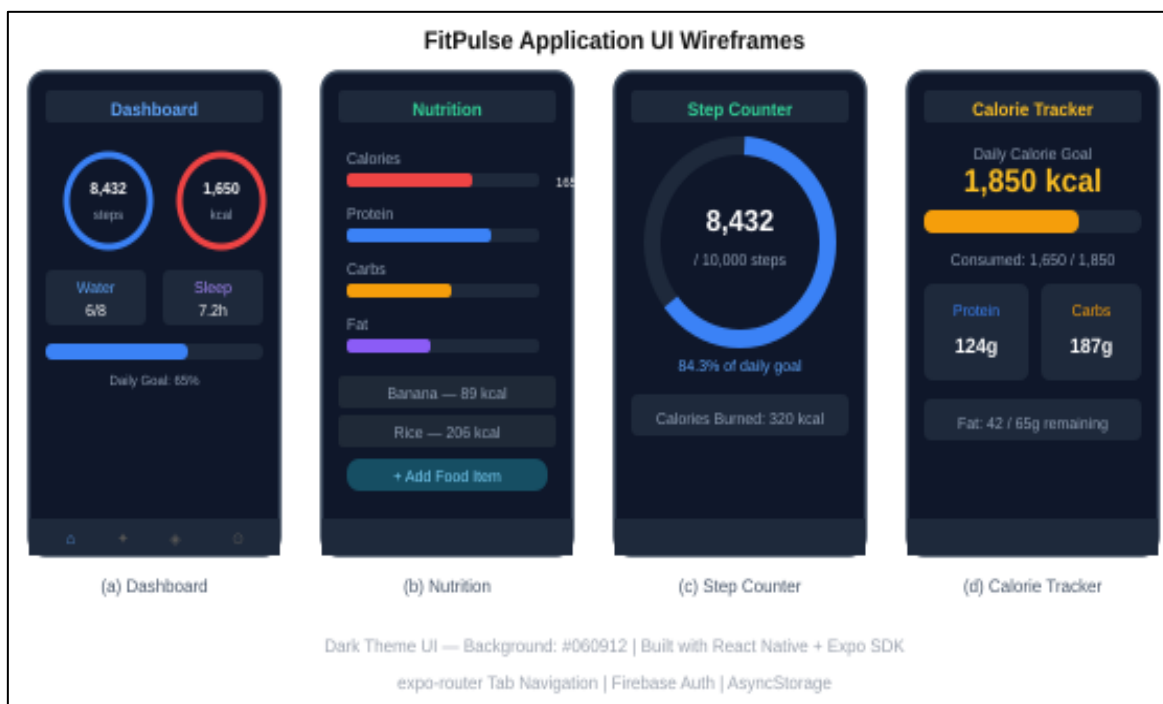 FitPulse Application UI Wireframes
Dashboard
8,432
steps
1,650
kcal
Water
6/8
Sleep
7.2h
Daily Goal: 65%
(a) Dashboard
Nutrition
Calories
Protein
Carbs
Fat
Banana — 89 kcal
Rice — 206 kcal
+ Add Food Item
(b) Nutrition
Step Counter
8,432
/ 10,000 steps
84.3% of daily goal
Calories Burned: 320 kcal
(c) Step Counter
Calorie Tracker
Daily Calorie Goal
1,850 kcal
Consumed: 1,650 / 1,850
Protein
124g
Carbs
187g
Fat: 42 / 65g remaining
(d) Calorie Tracker
Dark Theme UI — Background: #060912 | Built with React Native + Expo SDK
expo-router Tab Navigation | Firebase Auth | AsyncStorage